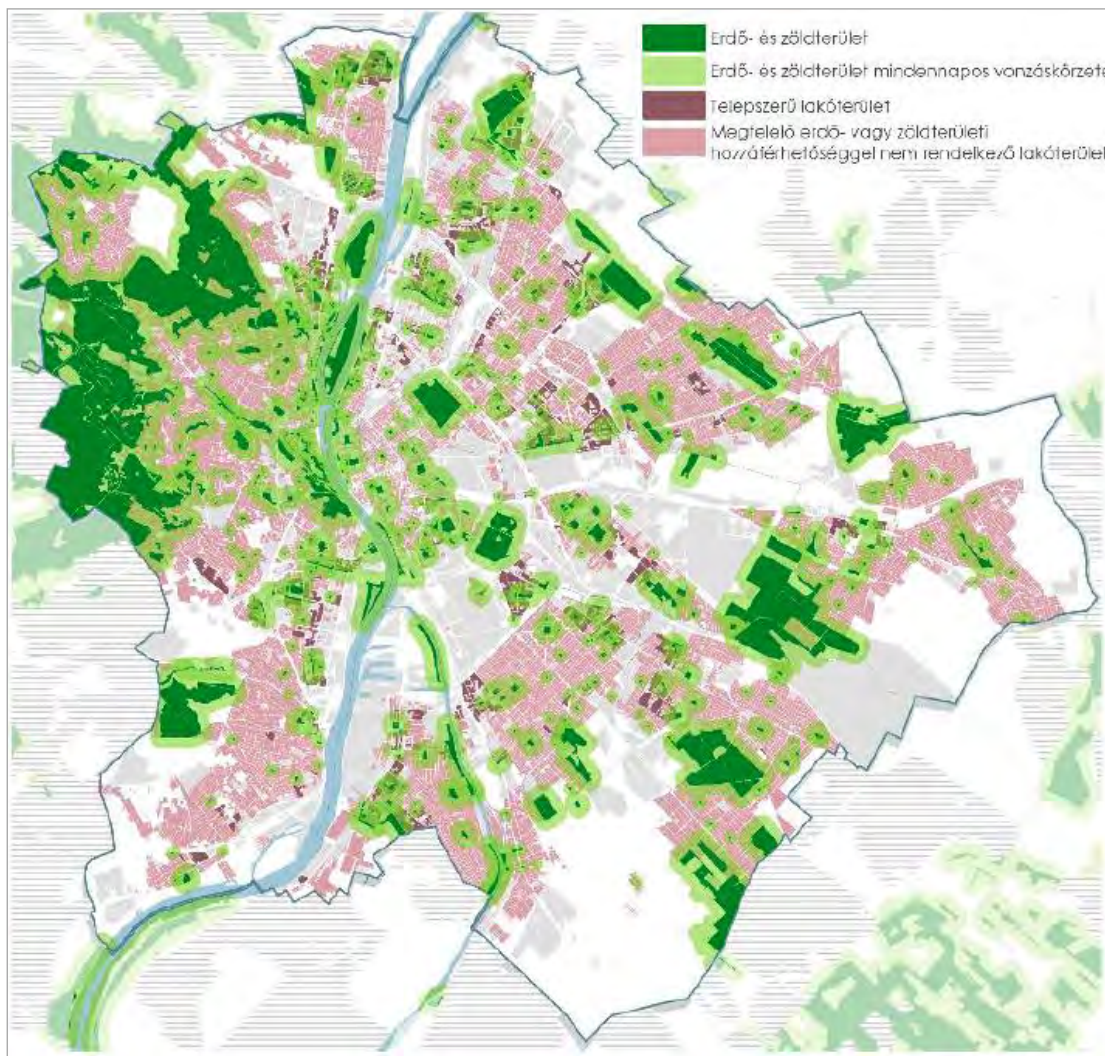 Erdő- és zöldterület
Erdő- és zöldterület mindennapos vonzáskörzete
Telepszerű lakóterület
Megfelelő erdő- vagy zöldterületi
hozzáférhetőséggel nem rendelkező lakóterület